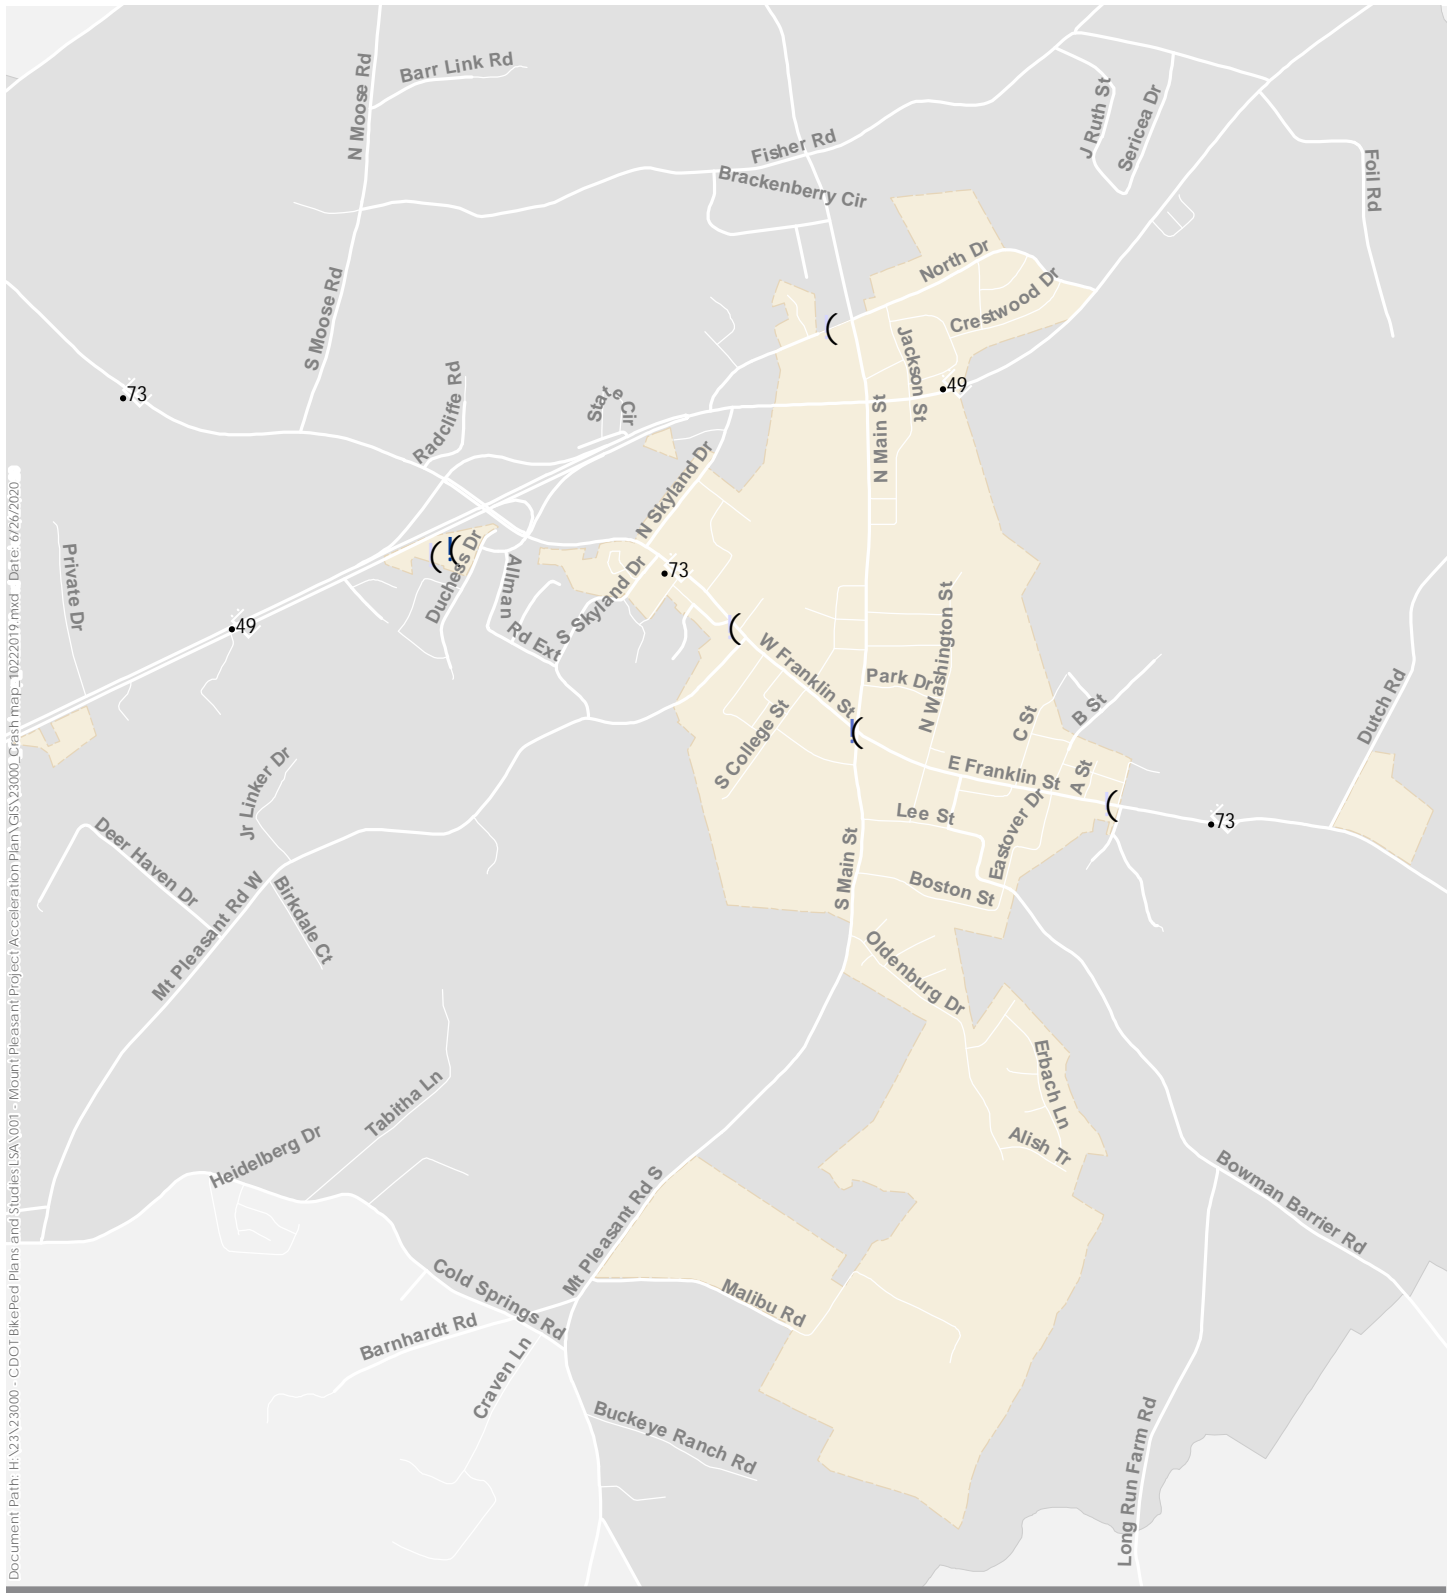 Barr Link Rd
N Moose Rd
J Ruth St
Sericea Dr
Fisher Rd
Brackenberry Cir
Foil Rd
North Dr
S Moose Rd
Crestwood Dr
Jackson St
73
49
Radcliffe Rd
State Cir
N Main St
N Skyland Dr
Private Dr
Duchess Dr
Allman Rd Ext
S Skyland Dr
73
49
W Franklin St
N Washington St
Park Dr
Dutch Rd
C St
B St
S College St
E Franklin St
A St
Jr Linker Dr
Lee St
Eastover Dr
73
Deer Haven Dr
S Main St
Boston St
Mt Pleasant Rd W
Birkdale Ct
Oldenburg Dr
Erbach Ln
Tabitha Ln
Alish Tr
Heidelberg Dr
Bowman Barrier Rd
Mt Pleasant Rd S
Cold Springs Rd
Malibu Rd
Barnhardt Rd
Craven Ln
Buckeye Ranch Rd
Long Run Farm Rd
Document Path: H:\23\23000 - CDOT BikePed Plans and Studies LSA\001 - Mount Pleasant Project Acceleration Plan\GIS\23000_Crash map_10222019.mxd Date: 6/26/2020